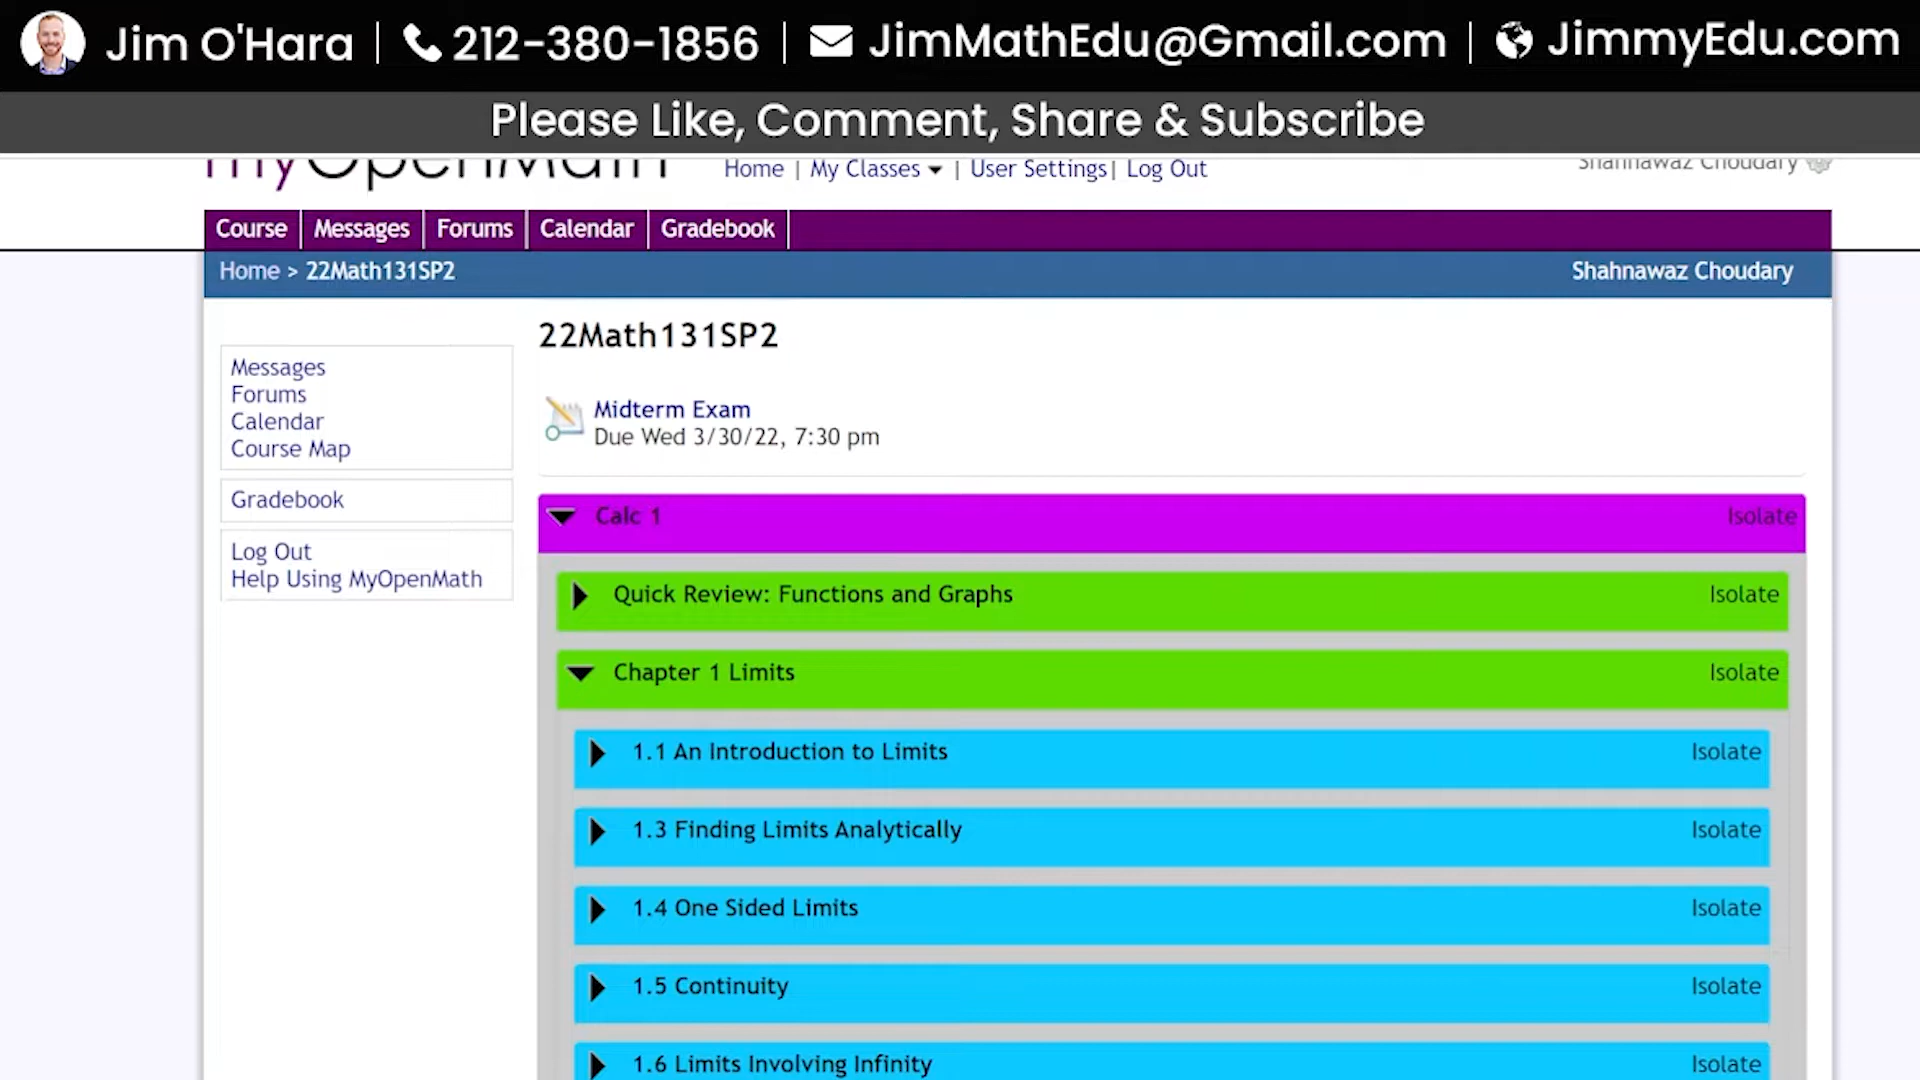 Jim O'Hara | 212-380-1856 | JimMathEdu@Gmail.com | JimmyEdu.com
Please Like, Comment, Share & Subscribe
myOpenMath
Home | My Classes | User Settings | Log Out
Shahnawaz Choudary
Course
Messages
Forums
Calendar
Gradebook
Home > 22Math131SP2
Shahnawaz Choudary
Messages
Forums
Calendar
Course Map
Gradebook
Log Out
Help Using MyOpenMath
22Math131SP2
Midterm Exam
Due Wed 3/30/22, 7:30 pm
Calc 1
Isolate
Quick Review: Functions and Graphs
Isolate
Chapter 1 Limits
Isolate
1.1 An Introduction to Limits
Isolate
1.3 Finding Limits Analytically
Isolate
1.4 One Sided Limits
Isolate
1.5 Continuity
Isolate
1.6 Limits Involving Infinity
Isolate